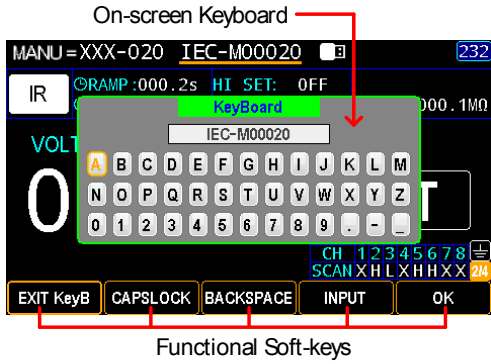 On-screen Keyboard
MANU=XXX-020 IEC-M00020 232
IR RAMP:000.2s HI SET: OFF
KeyBoard 000.1MΩ
IEC-M00020
VOLT
A B C D E F G H I J K L M
N O P Q R S T U V W X Y Z
0 T
0 1 2 3 4 5 6 7 8 9 . - _
CH 1 2 3 4 5 6 7 8
SCAN X H L X H H X X 2/4
EXIT KeyB CAPSLOCK BACKSPACE INPUT OK
Functional Soft-keys